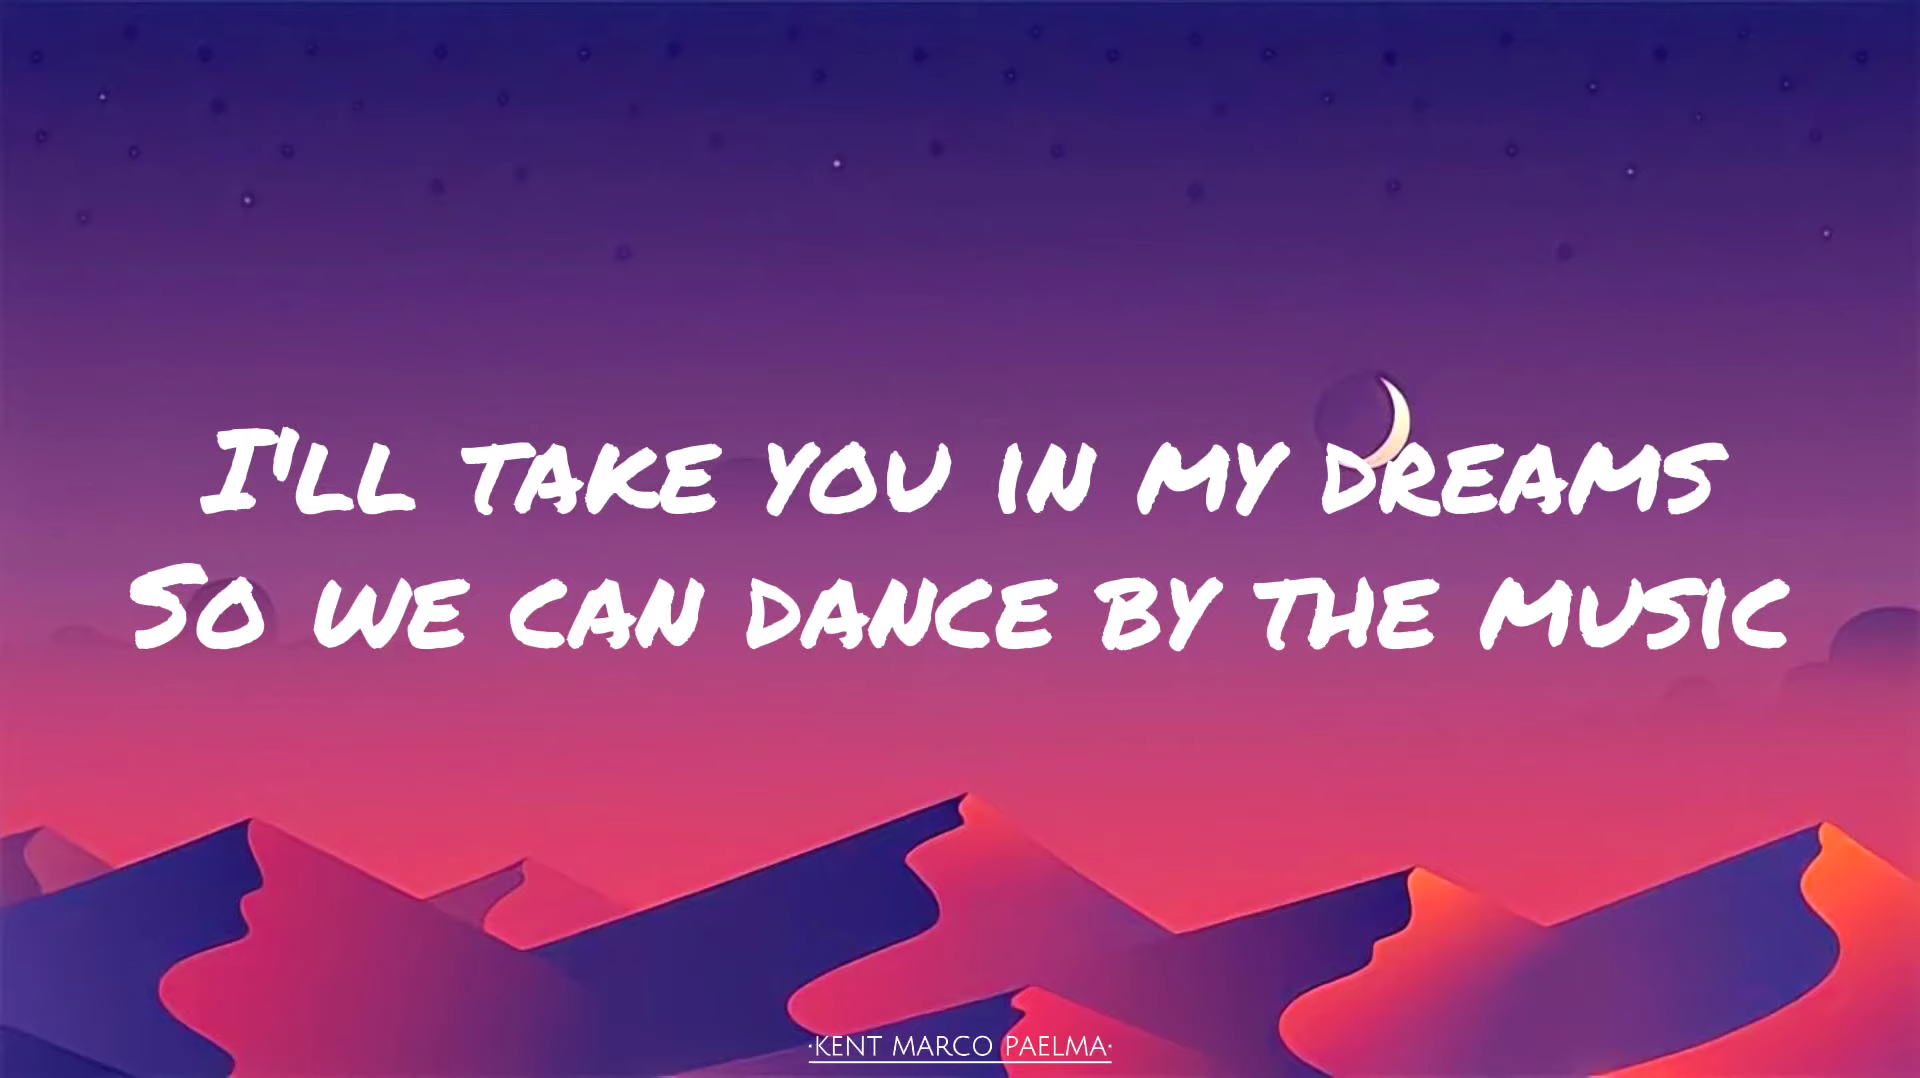 I'LL TAKE YOU IN MY DREAMS
SO WE CAN DANCE BY THE MUSIC
·KENT MARCO PAELMA·